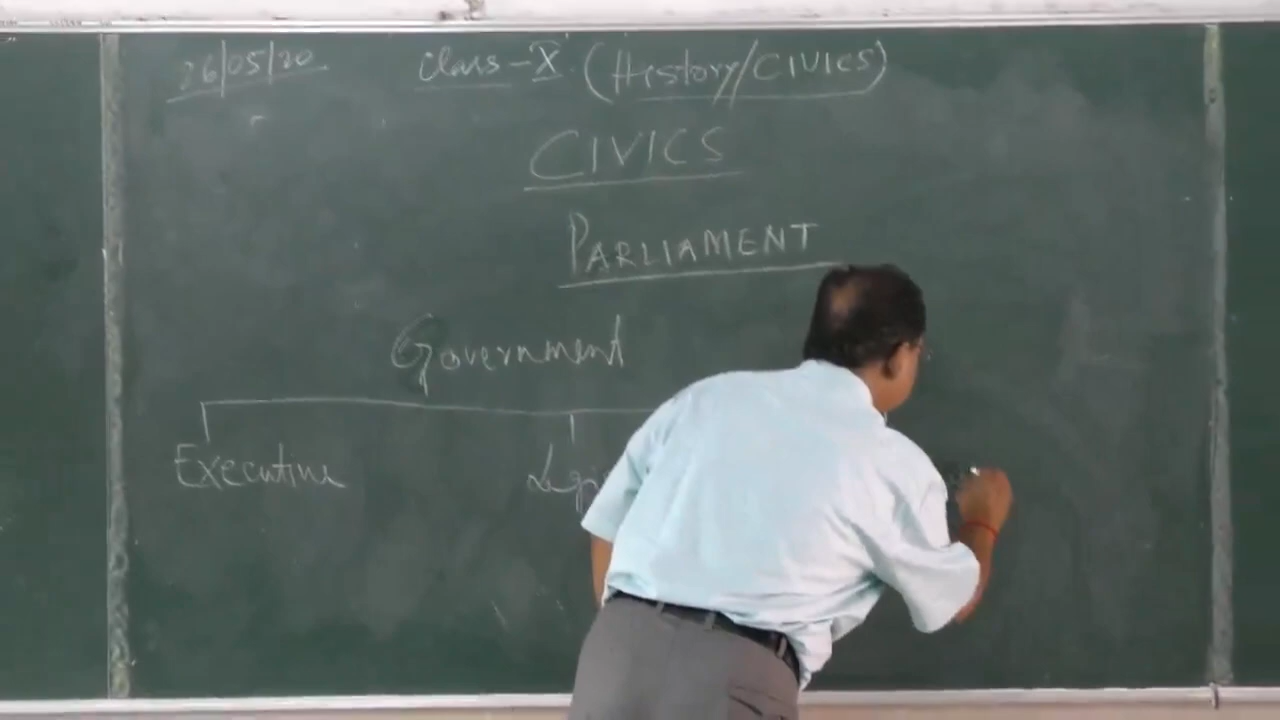 26/05/20 Class-X (History/CIVICS)
CIVICS
PARLIAMENT
Government
Executive